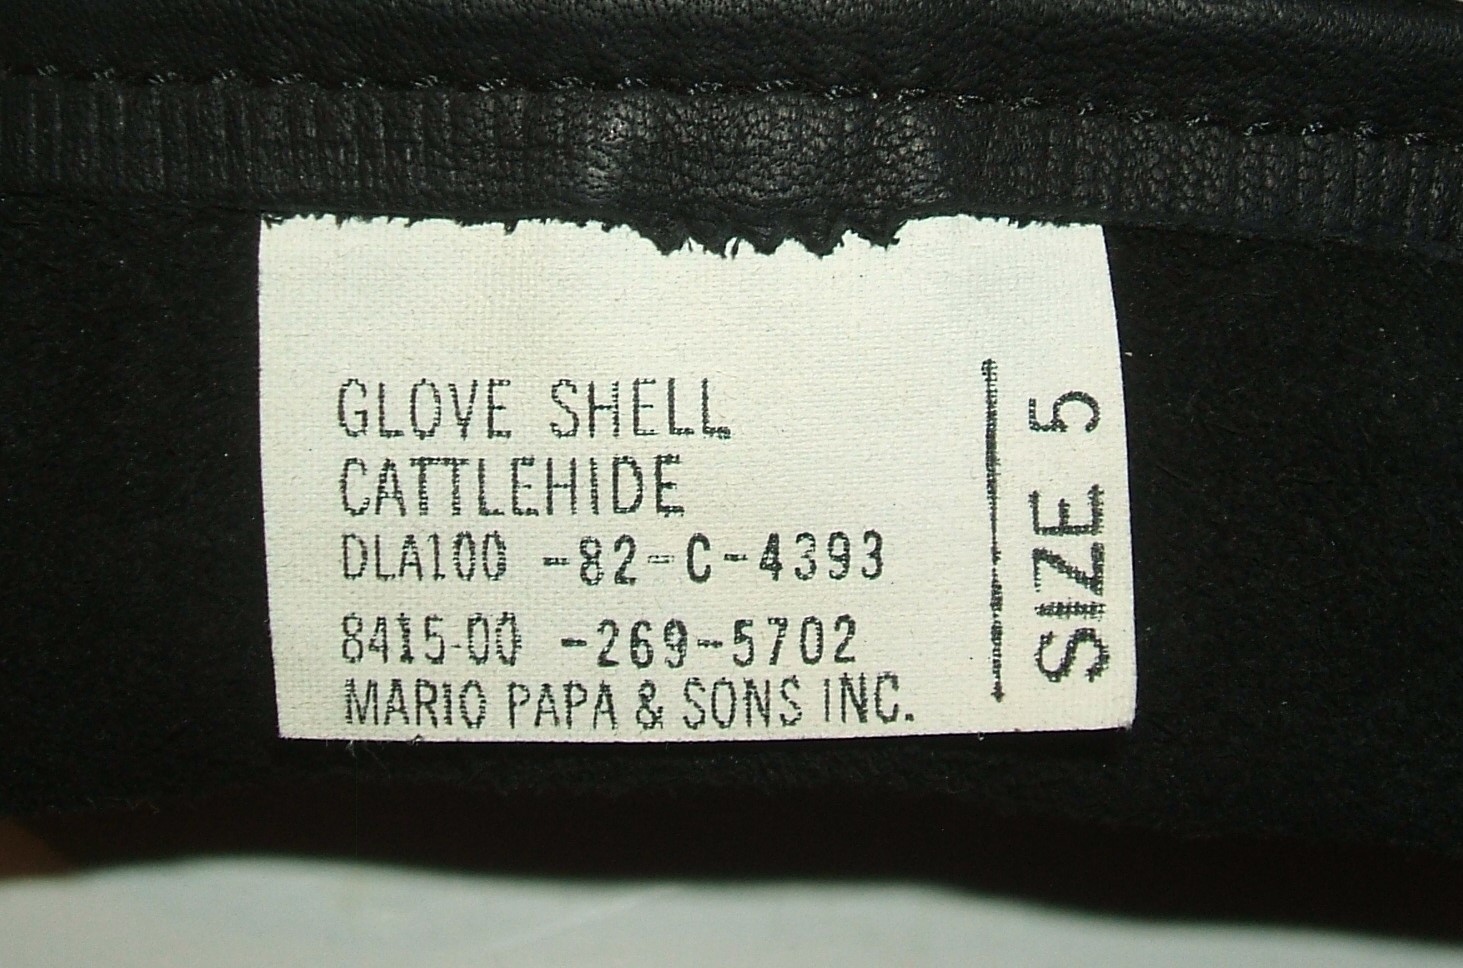 GLOVE SHELL
CATTLEHIDE
DLA100 -82-C-4393
8415-00 -269-5702
MARIO PAPA & SONS INC.
SIZE 5